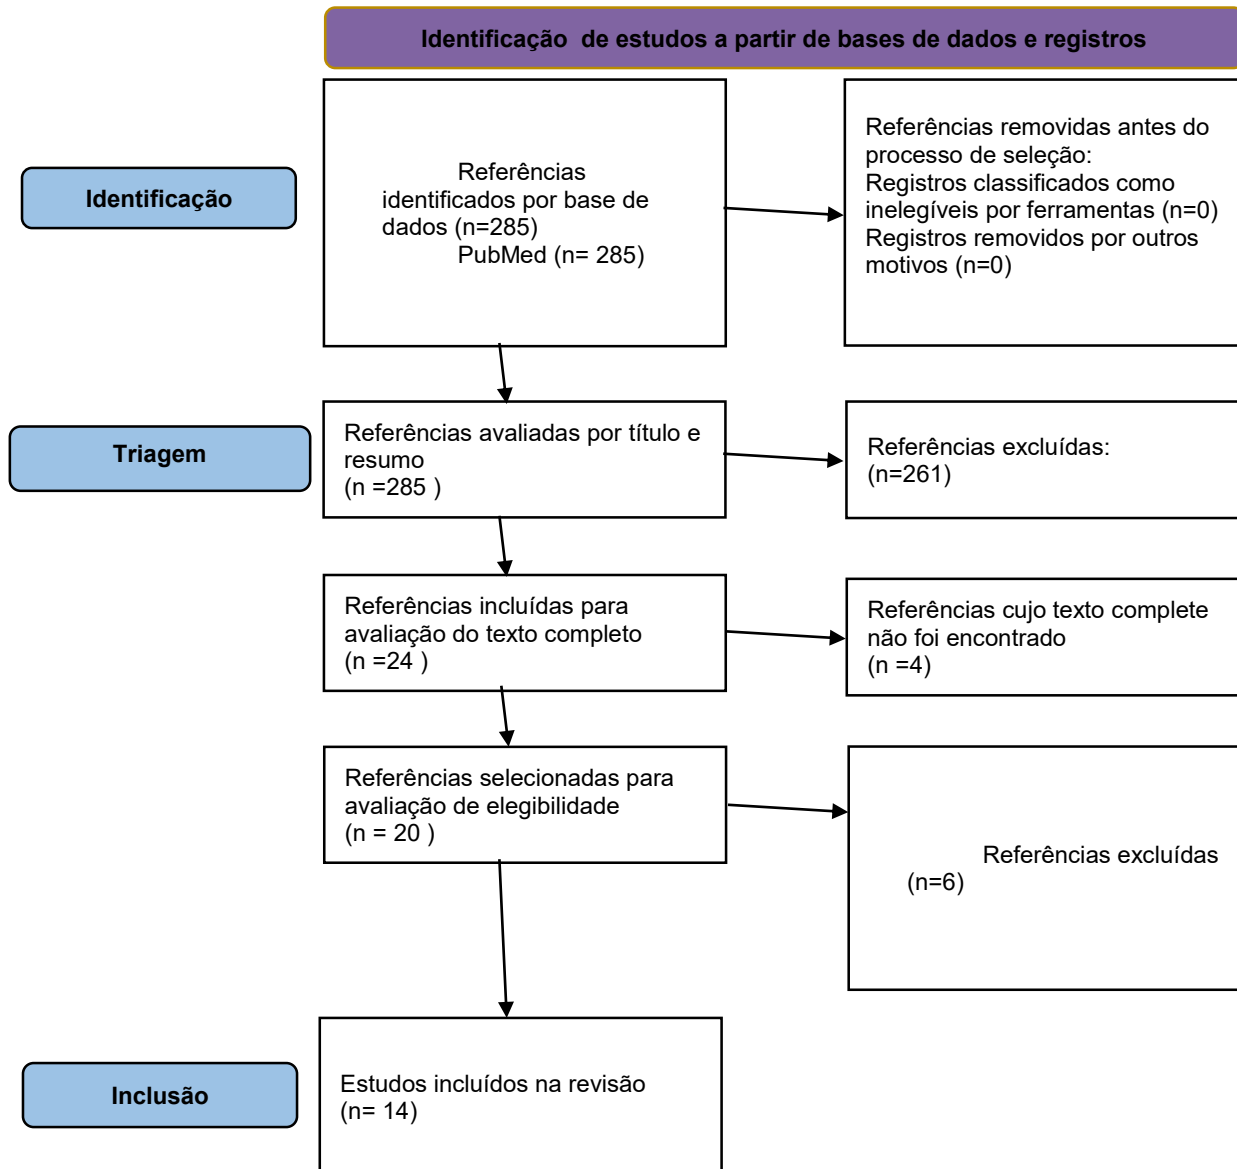 Identificação  de estudos a partir de bases de dados e registros
Identificação
Referências
identificados por base de
dados (n=285)
PubMed (n= 285)
Referências removidas antes do
processo de seleção:
Registros classificados como
inelegíveis por ferramentas (n=0)
Registros removidos por outros
motivos (n=0)
Triagem
Referências avaliadas por título e
resumo
(n =285 )
Referências excluídas:
(n=261)
Referências incluídas para
avaliação do texto completo
(n =24 )
Referências cujo texto complete
não foi encontrado
(n =4)
Referências selecionadas para
avaliação de elegibilidade
(n = 20 )
Referências excluídas
(n=6)
Inclusão
Estudos incluídos na revisão
(n= 14)